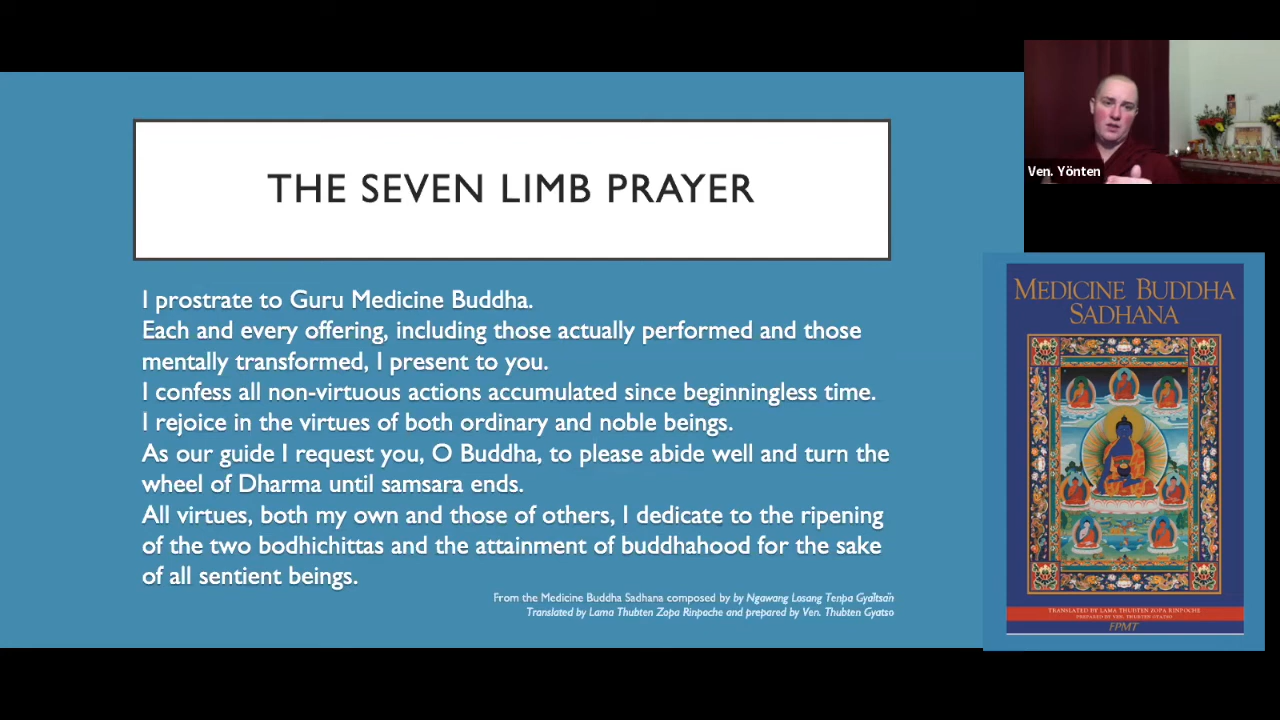 THE SEVEN LIMB PRAYER
I prostrate to Guru Medicine Buddha.
Each and every offering, including those actually performed and those
mentally transformed, I present to you.
I confess all non-virtuous actions accumulated since beginningless time.
I rejoice in the virtues of both ordinary and noble beings.
As our guide I request you, O Buddha, to please abide well and turn the
wheel of Dharma until samsara ends.
All virtues, both my own and those of others, I dedicate to the ripening
of the two bodhichittas and the attainment of buddhahood for the sake
of all sentient beings.
From the Medicine Buddha Sadhana composed by by Ngawang Losang Tenpa Gyältsän
Translated by Lama Thubten Zopa Rinpoche and prepared by Ven. Thubten Gyatso
Ven. Yönten
MEDICINE BUDDHA
SADHANA
TRANSLATED BY LAMA THUBTEN ZOPA RINPOCHE
PREPARED BY VEN. THUBTEN GYATSO
FPMT